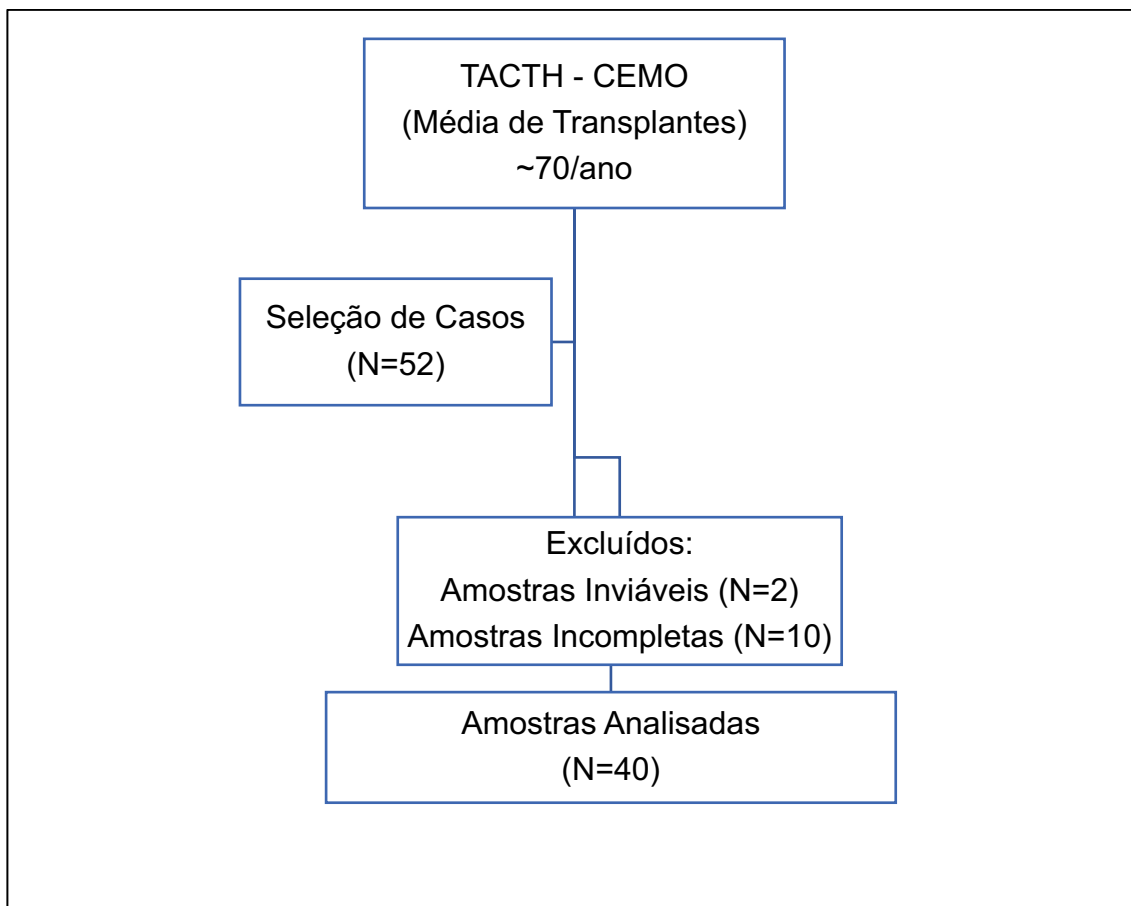 TACTH - CEMO
(Média de Transplantes)
~70/ano
Seleção de Casos
(N=52)
Excluídos:
Amostras Inviáveis (N=2)
Amostras Incompletas (N=10)
Amostras Analisadas
(N=40)